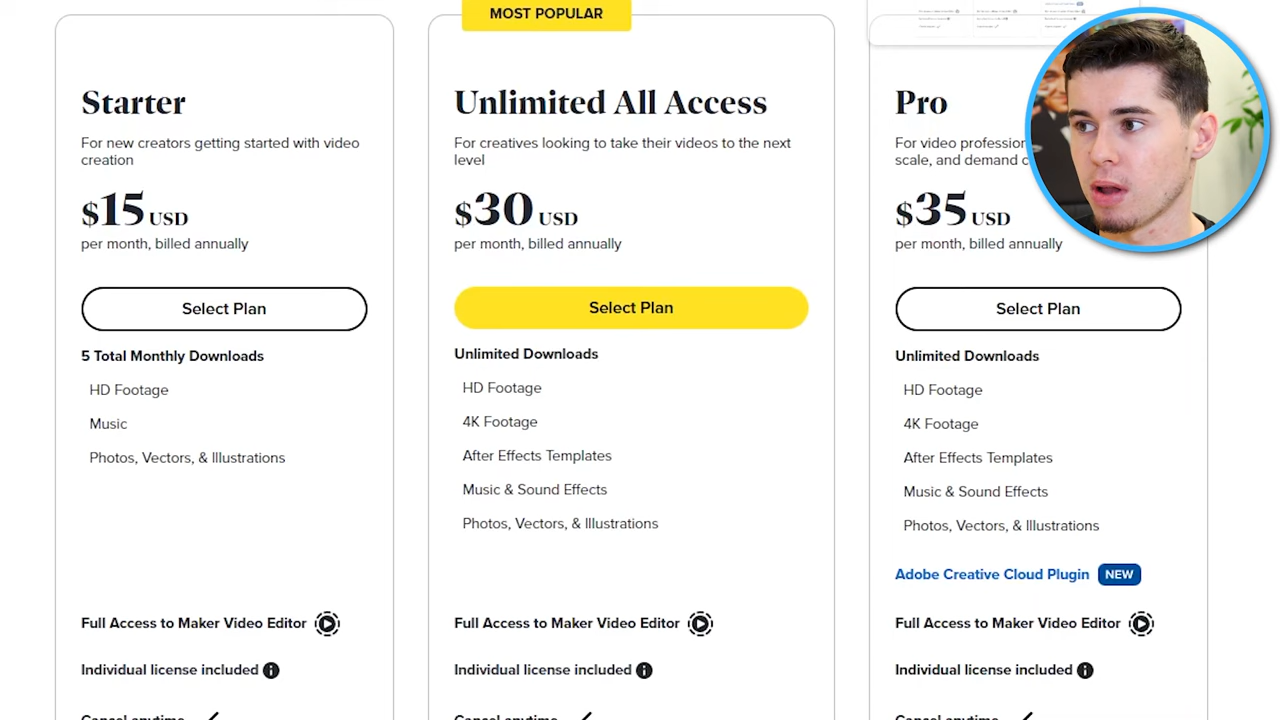 MOST POPULAR
Starter
For new creators getting started with video
creation
$15 USD
per month, billed annually
Select Plan
5 Total Monthly Downloads
HD Footage
Music
Photos, Vectors, & Illustrations
Full Access to Maker Video Editor
Individual license included
Cancel anytime
Unlimited All Access
For creatives looking to take their videos to the next
level
$30 USD
per month, billed annually
Select Plan
Unlimited Downloads
HD Footage
4K Footage
After Effects Templates
Music & Sound Effects
Photos, Vectors, & Illustrations
Full Access to Maker Video Editor
Individual license included
Cancel anytime
Pro
For video profession
scale, and demand
$35 USD
per month, billed annually
Select Plan
Unlimited Downloads
HD Footage
4K Footage
After Effects Templates
Music & Sound Effects
Photos, Vectors, & Illustrations
Adobe Creative Cloud Plugin NEW
Full Access to Maker Video Editor
Individual license included
Cancel anytime